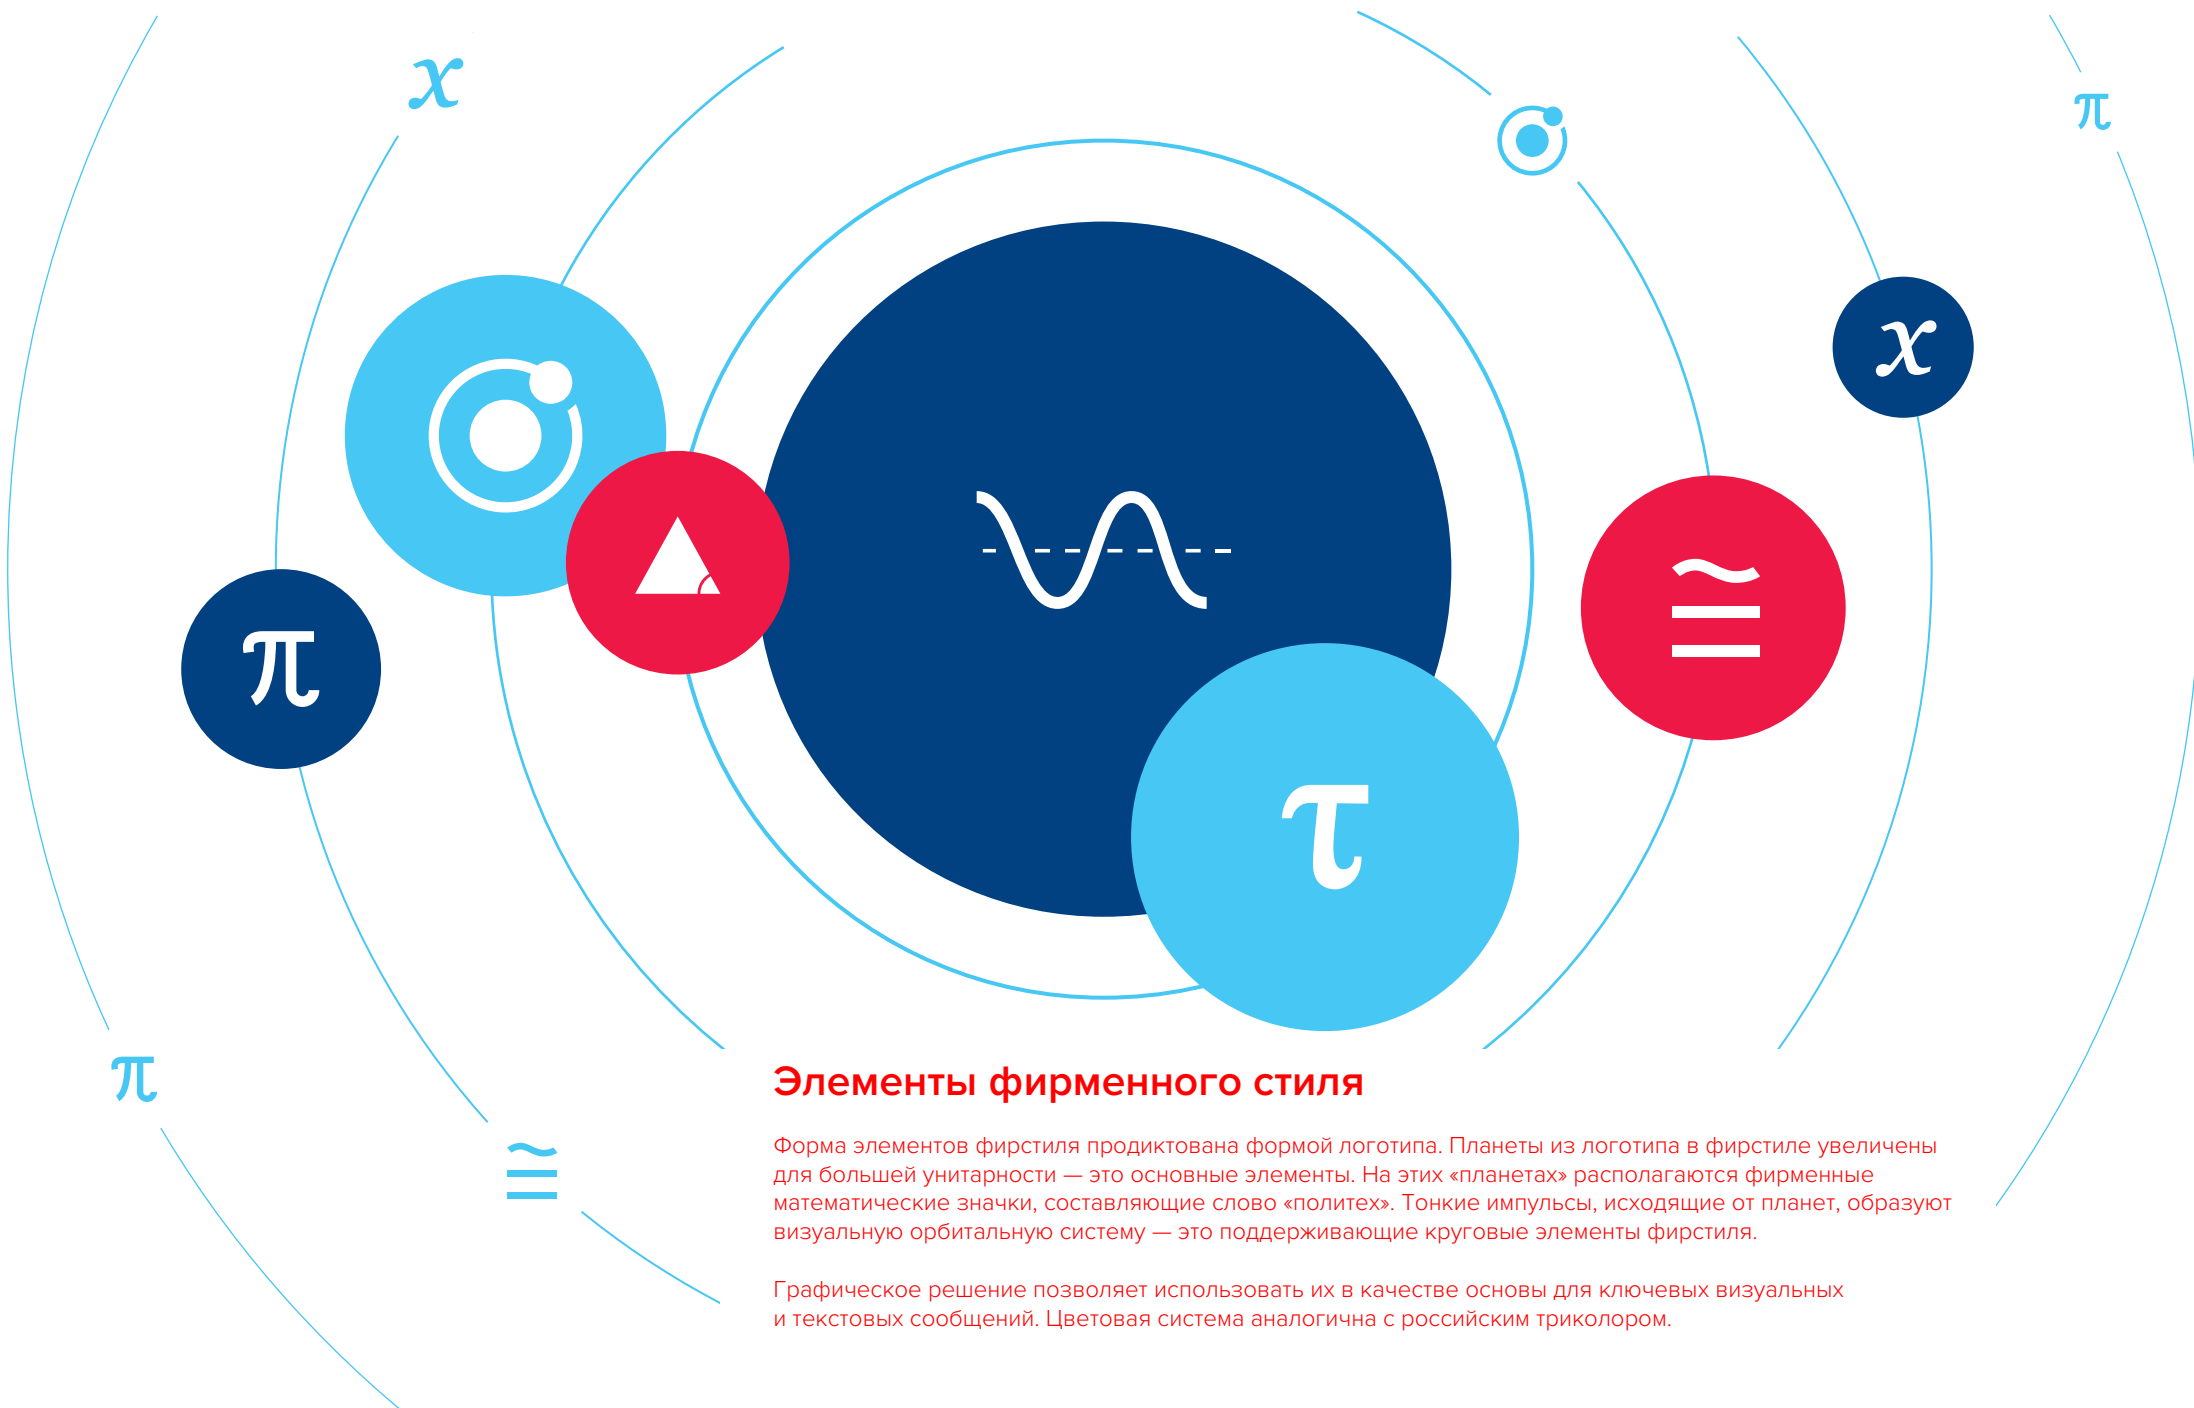 x
π
x
π
≅
τ
π
≅
Элементы фирменного стиля
Форма элементов фирстиля продиктована формой логотипа. Планеты из логотипа в фирстиле увеличены
для большей унитарности — это основные элементы. На этих «планетах» располагаются фирменные
математические значки, составляющие слово «политех». Тонкие импульсы, исходящие от планет, образуют
визуальную орбитальную систему — это поддерживающие круговые элементы фирстиля.
Графическое решение позволяет использовать их в качестве основы для ключевых визуальных
и текстовых сообщений. Цветовая система аналогична с российским триколором.